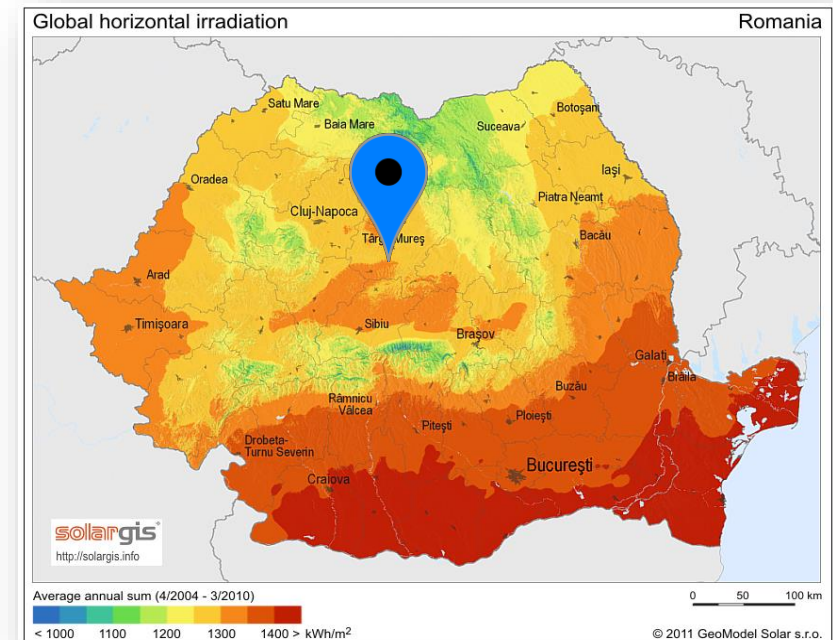 Global horizontal irradiation
Romania
Satu Mare
Botoşani
Baia Mare
Suceava
Iaşi
Oradea
Piatra Neamţ
Cluj-Napoca
Târgu Mureş
Bacău
Arad
Timişoara
Sibiu
Braşov
Galati
Brăila
Buzău
Râmnicu
Vâlcea
Ploieşti
Piteşti
Drobeta-
Turnu Severin
Bucureşti
Craiova
solargis
http://solargis.info
Average annual sum (4/2004 - 3/2010)
0 50 100 km
< 1000 1100 1200 1300 1400 > kWh/m²
© 2011 GeoModel Solar s.r.o.